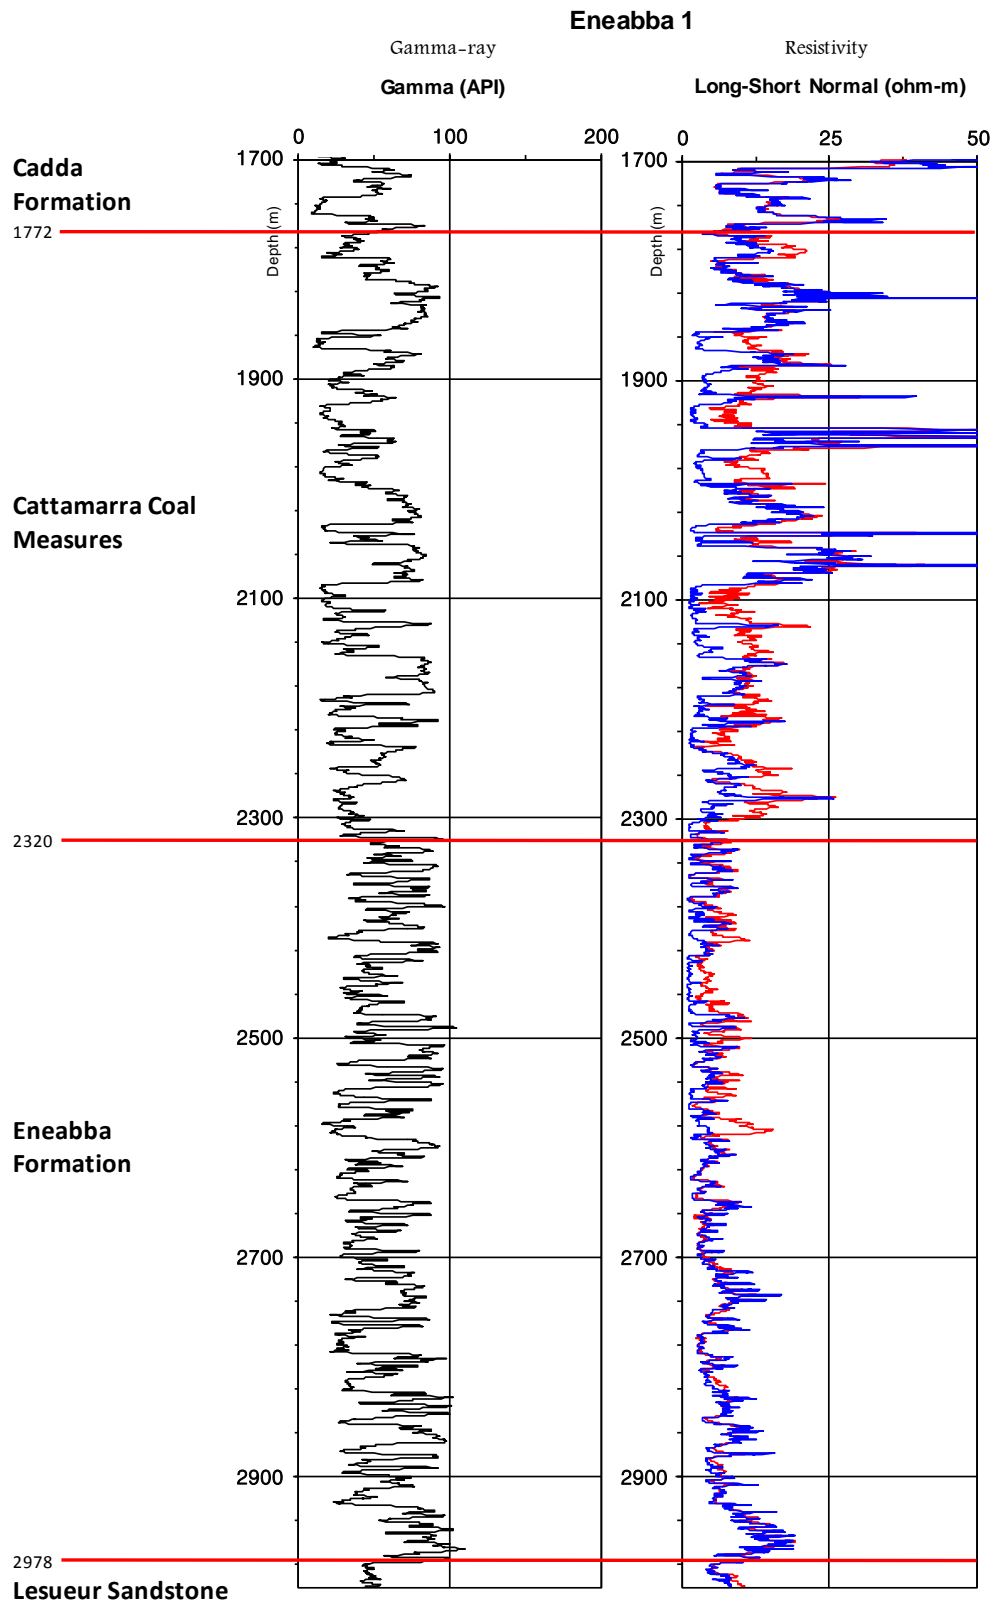 Eneabba 1
Gamma-ray
Resistivity
Gamma (API)
Long-Short Normal (ohm-m)
0 100 200
0 25 50
1700
1700
Cadda
Formation
1772
Depth (m)
Depth (m)
1900
1900
Cattamarra Coal
Measures
2100
2100
2300
2300
2320
2500
2500
Eneabba
Formation
2700
2700
2900
2900
2978
Lesueur Sandstone